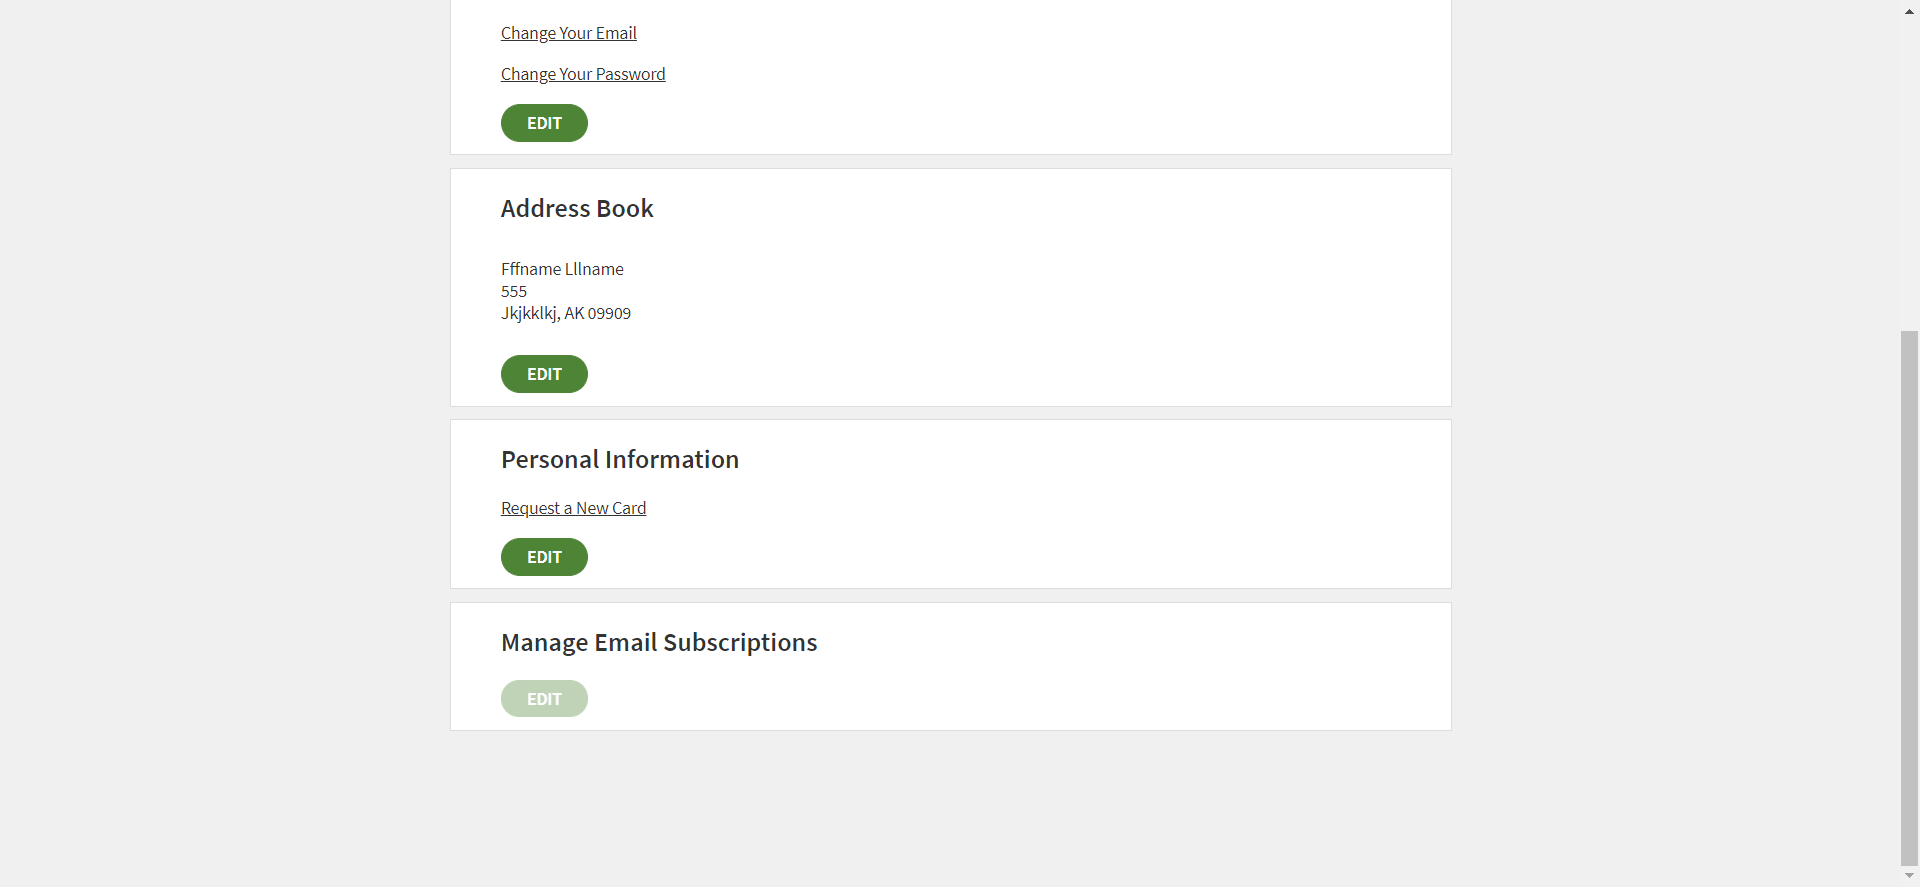 Change Your Email
Change Your Password
EDIT
Address Book
Fffname Lllname
555
Jkjkklkj, AK 09909
EDIT
Personal Information
Request a New Card
EDIT
Manage Email Subscriptions
EDIT